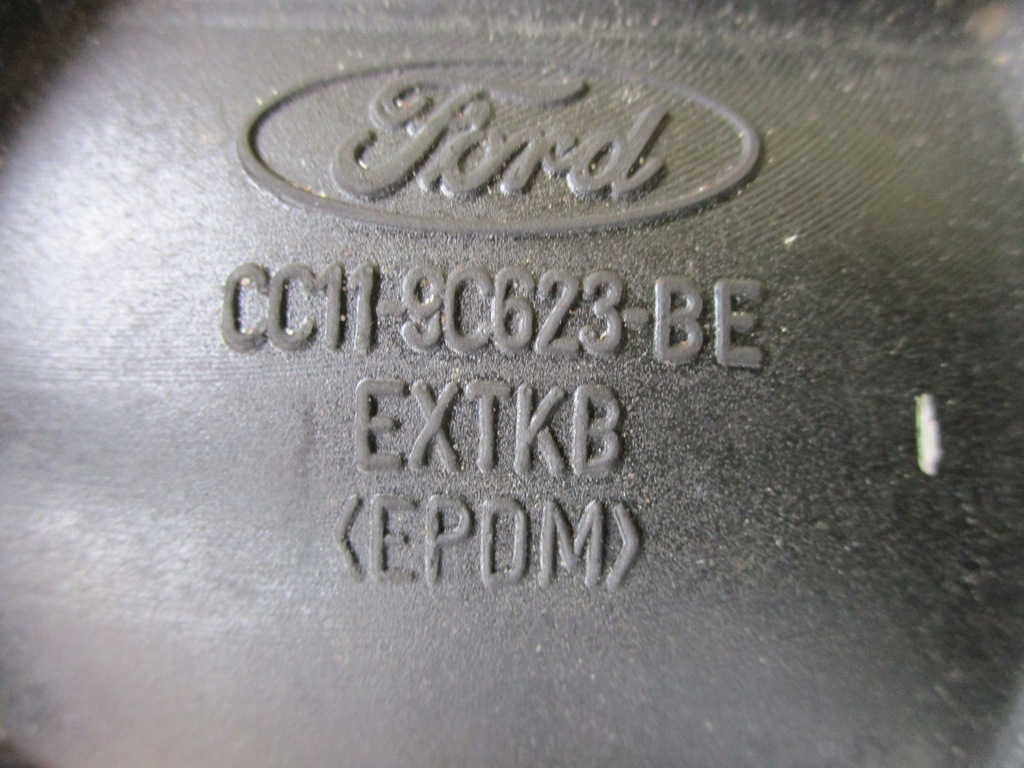 Ford
CC11-9C623-BE
EXTKB
<EPDM>